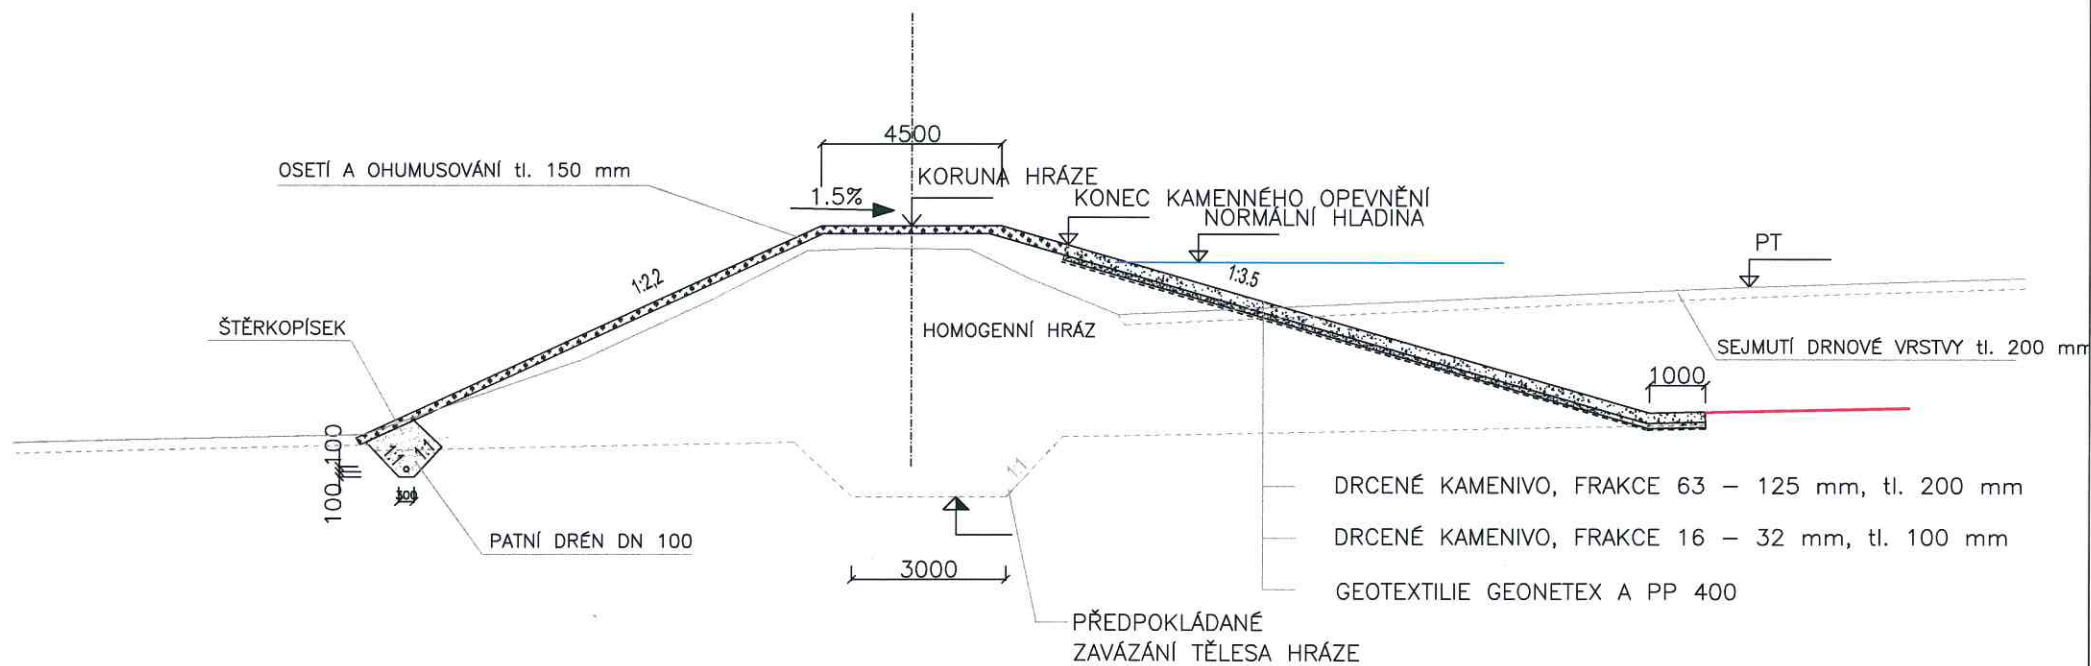 4500
OSETÍ A OHUMUSOVÁNÍ tl. 150 mm
KORUNA HRÁZE
1.5%
KONEC KAMENNÉHO OPEVNĚNÍ
NORMÁLNÍ HLADINA
PT
1:2,2
1:3.5
ŠTĚRKOPÍSEK
HOMOGENNÍ HRÁZ
SEJMUTÍ DRNOVÉ VRSTVY tl. 200 mm
1000
100
100
1:1
1:1
300
1:1
DRCENÉ KAMENIVO, FRAKCE 63 – 125 mm, tl. 200 mm
PATNÍ DRÉN DN 100
DRCENÉ KAMENIVO, FRAKCE 16 – 32 mm, tl. 100 mm
3000
GEOTEXTILIE GEONETEX A PP 400
PŘEDPOKLÁDANÉ
ZAVÁZÁNÍ TĚLESA HRÁZE